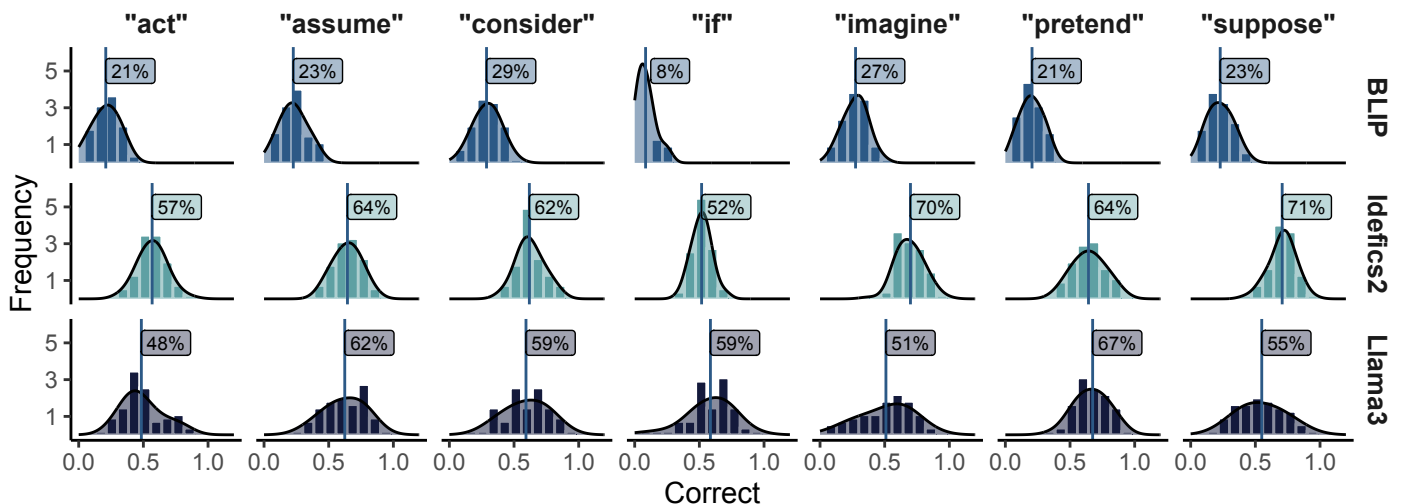 "act" "assume" "consider" "if" "imagine" "pretend" "suppose"
5 21% 23% 29% 8% 27% 21% 23% BLIP
3
1
5 57% 64% 62% 52% 70% 64% 71% Idefics2
3
1
5 48% 62% 59% 59% 51% 67% 55% Llama3
3
1
Frequency
0.0 0.5 1.0 0.0 0.5 1.0 0.0 0.5 1.0 0.0 0.5 1.0 0.0 0.5 1.0 0.0 0.5 1.0 0.0 0.5 1.0
Correct